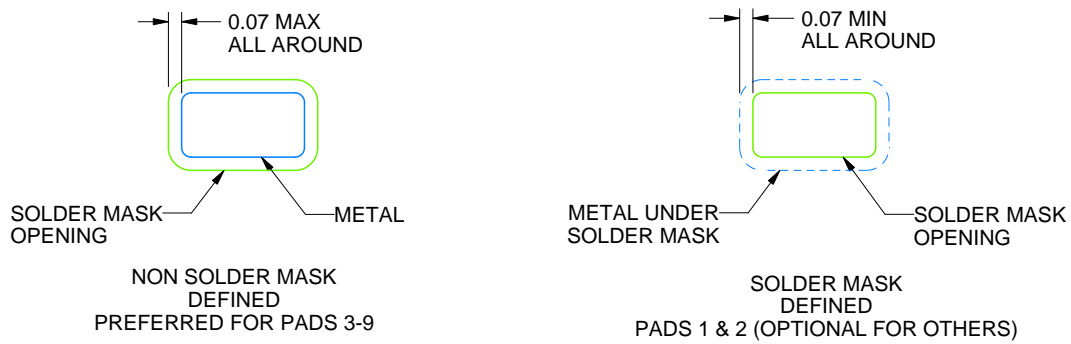 0.07 MAX
ALL AROUND
SOLDER MASK
OPENING
METAL
NON SOLDER MASK
DEFINED
PREFERRED FOR PADS 3-9
0.07 MIN
ALL AROUND
METAL UNDER
SOLDER MASK
SOLDER MASK
OPENING
SOLDER MASK
DEFINED
PADS 1 & 2 (OPTIONAL FOR OTHERS)